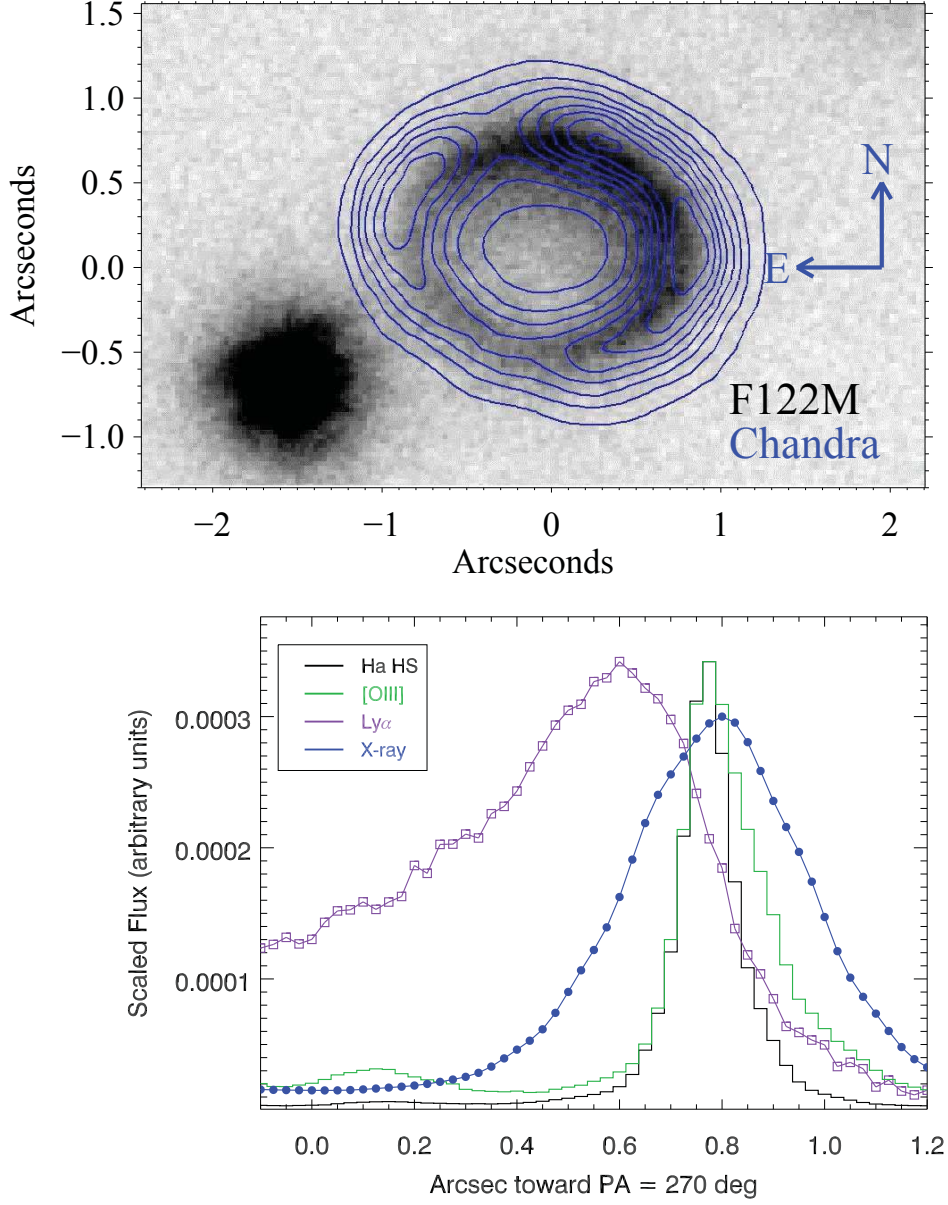 1.5
1.0
0.5
0.0
−0.5
−1.0
Arcseconds
N
E
F122M
Chandra
−2 −1 0 1 2
Arcseconds
Ha HS
[OIII]
Lyα
X-ray
0.0003
0.0002
0.0001
Scaled Flux (arbitrary units)
0.0 0.2 0.4 0.6 0.8 1.0 1.2
Arcsec toward PA = 270 deg